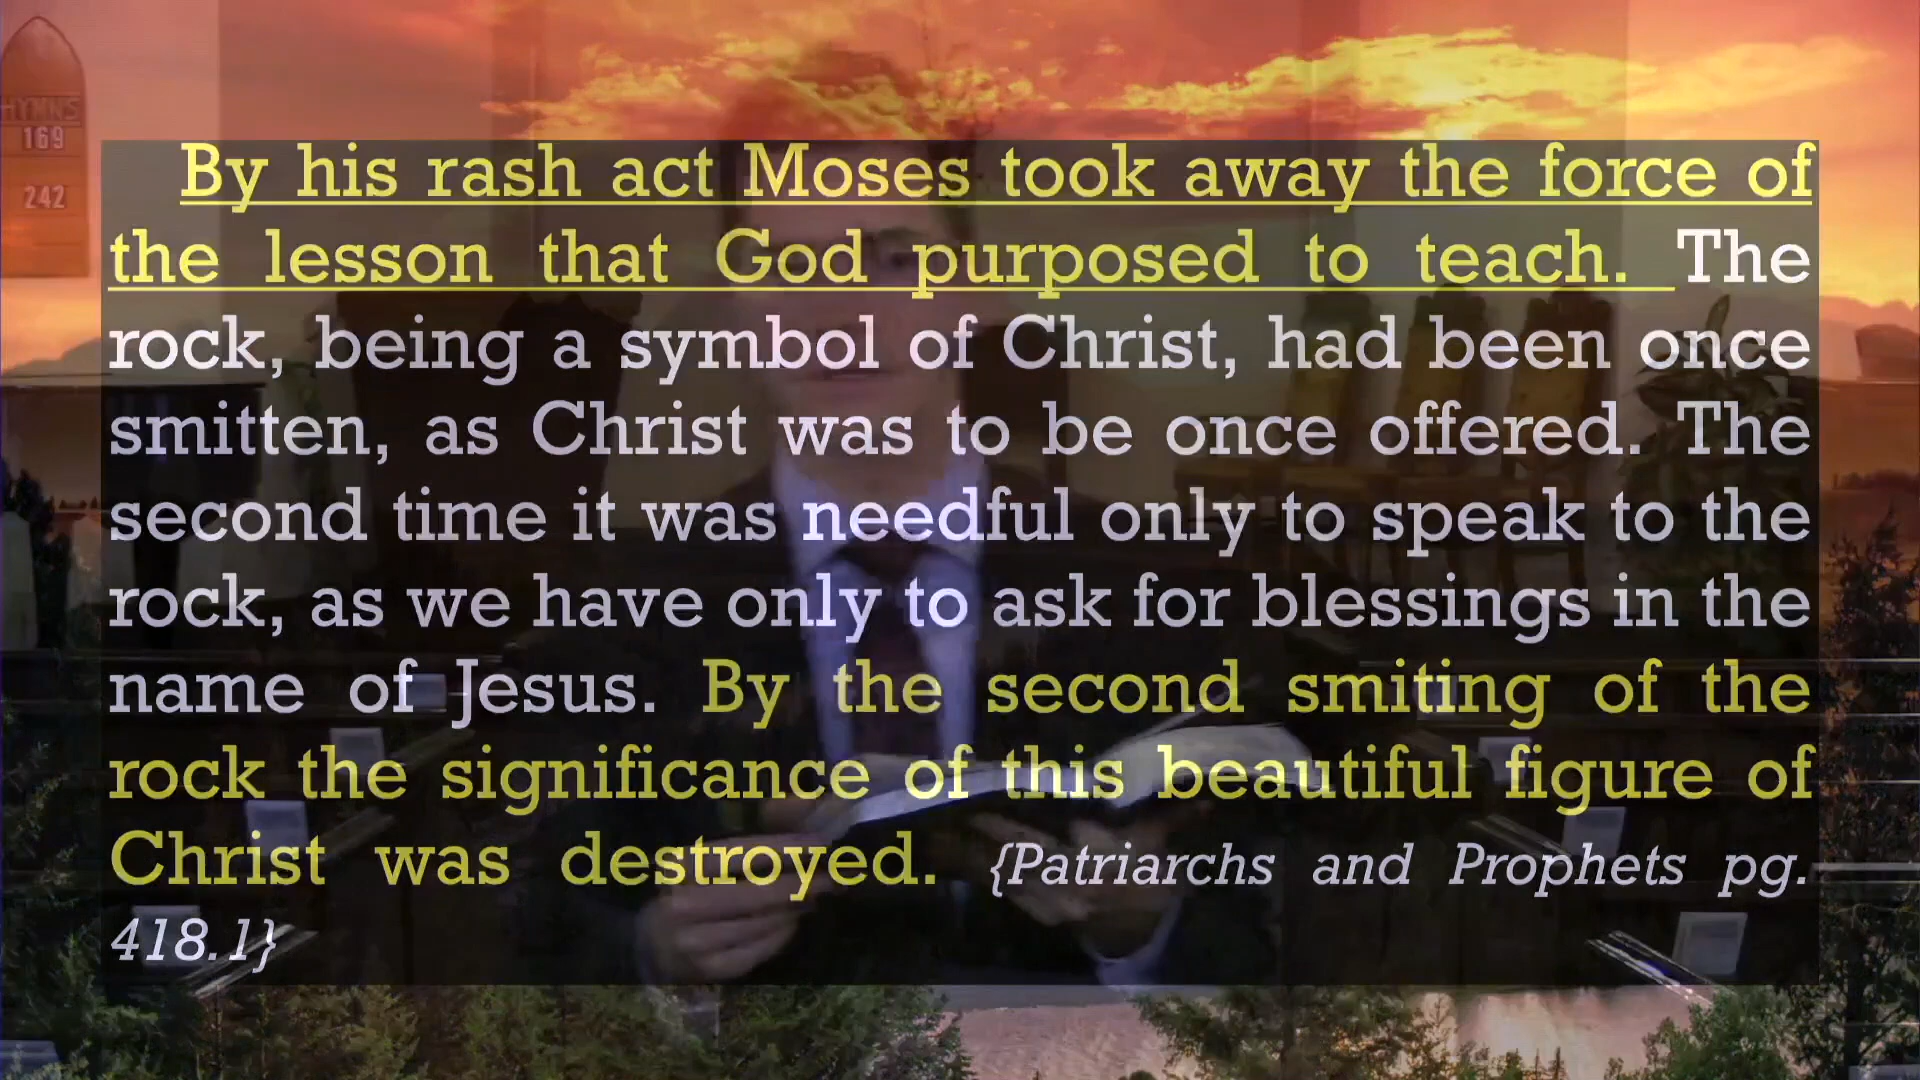 HYMNS
169
242
By his rash act Moses took away the force of
the lesson that God purposed to teach. The
rock, being a symbol of Christ, had been once
smitten, as Christ was to be once offered. The
second time it was needful only to speak to the
rock, as we have only to ask for blessings in the
name of Jesus. By the second smiting of the
rock the significance of this beautiful figure of
Christ was destroyed. {Patriarchs and Prophets pg.
418.1}